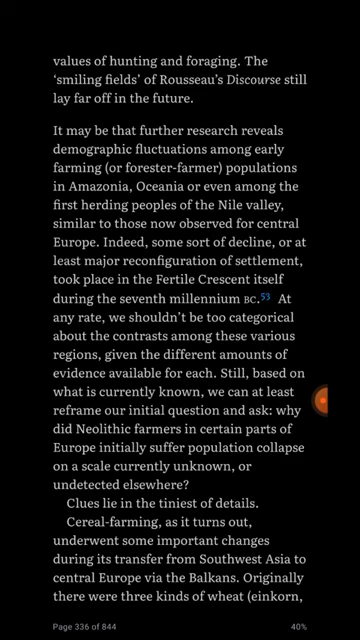 values of hunting and foraging. The
‘smiling fields’ of Rousseau’s Discourse still
lay far off in the future.
It may be that further research reveals
demographic fluctuations among early
farming (or forester-farmer) populations
in Amazonia, Oceania or even among the
first herding peoples of the Nile valley,
similar to those now observed for central
Europe. Indeed, some sort of decline, or at
least major reconfiguration of settlement,
took place in the Fertile Crescent itself
during the seventh millennium BC.53 At
any rate, we shouldn’t be too categorical
about the contrasts among these various
regions, given the different amounts of
evidence available for each. Still, based on
what is currently known, we can at least
reframe our initial question and ask: why
did Neolithic farmers in certain parts of
Europe initially suffer population collapse
on a scale currently unknown, or
undetected elsewhere?
Clues lie in the tiniest of details.
Cereal-farming, as it turns out,
underwent some important changes
during its transfer from Southwest Asia to
central Europe via the Balkans. Originally
there were three kinds of wheat (einkorn,
Page 336 of 844 40%